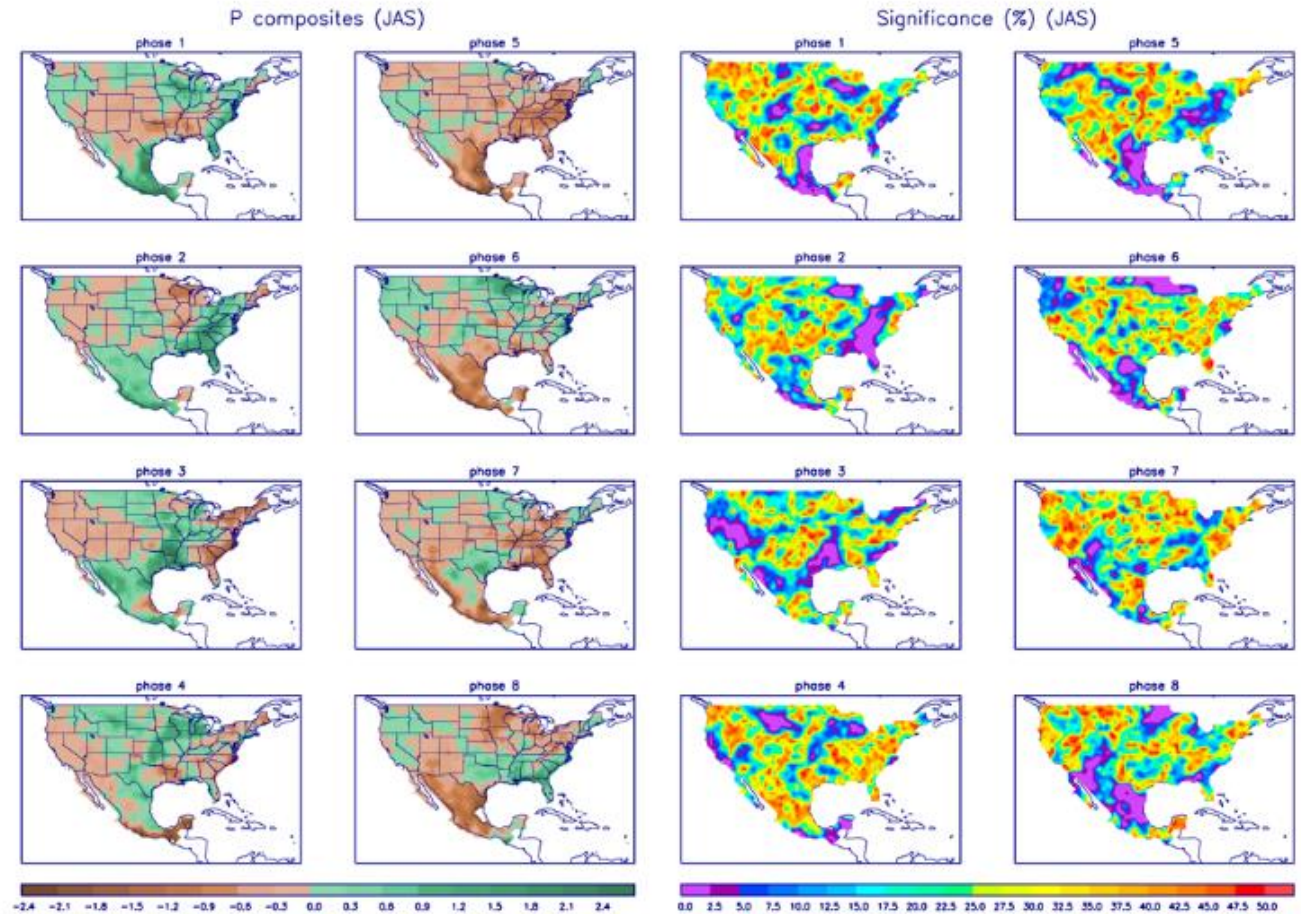 P composites (JAS)
Significance (%) (JAS)
phase 1
phase 5
phase 1
phase 5
phase 2
phase 6
phase 2
phase 6
phase 3
phase 7
phase 3
phase 7
phase 4
phase 8
phase 4
phase 8
−2.4 −2.1 −1.8 −1.5 −1.2 −0.9 −0.6 −0.3 0.0 0.3 0.6 0.9 1.2 1.5 1.8 2.1 2.4
0.0 2.5 5.0 7.5 10.0 12.5 15.0 17.5 20.0 22.5 25.0 27.5 30.0 32.5 35.0 37.5 40.0 42.5 45.0 47.5 50.0